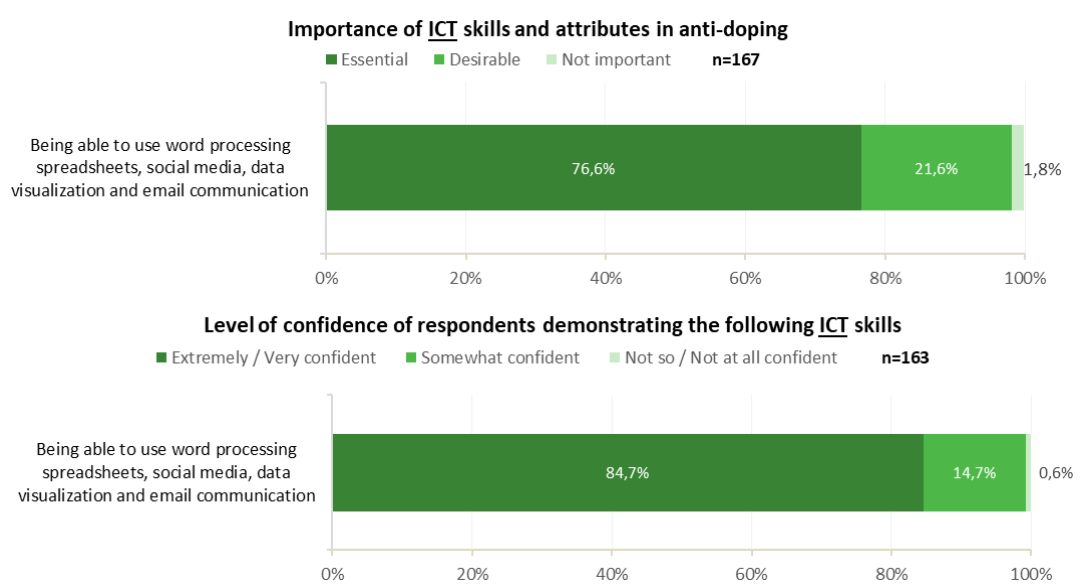 Importance of ICT skills and attributes in anti-doping
Essential Desirable Not important n=167
Being able to use word processing
spreadsheets, social media, data
visualization and email communication
76,6% 21,6% 1,8%
0% 20% 40% 60% 80% 100%
Level of confidence of respondents demonstrating the following ICT skills
Extremely / Very confident Somewhat confident Not so / Not at all confident n=163
Being able to use word processing
spreadsheets, social media, data
visualization and email communication
84,7% 14,7% 0,6%
0% 20% 40% 60% 80% 100%